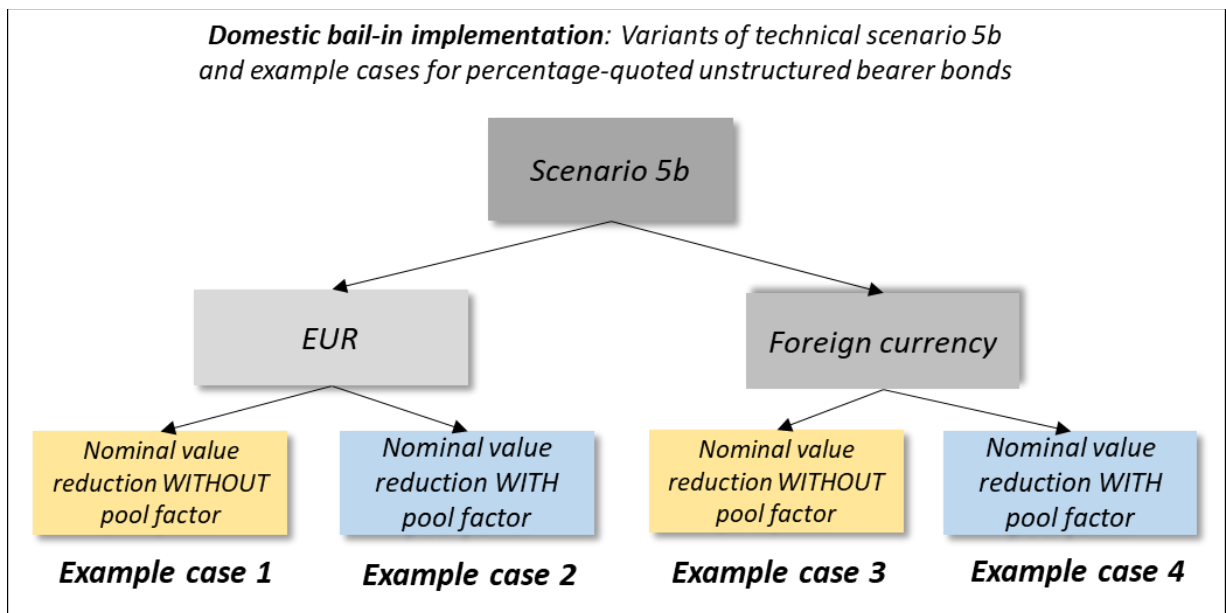 Domestic bail-in implementation: Variants of technical scenario 5b
and example cases for percentage-quoted unstructured bearer bonds
Scenario 5b
EUR
Foreign currency
Nominal value
reduction WITHOUT
pool factor
Nominal value
reduction WITH
pool factor
Nominal value
reduction WITHOUT
pool factor
Nominal value
reduction WITH
pool factor
Example case 1
Example case 2
Example case 3
Example case 4